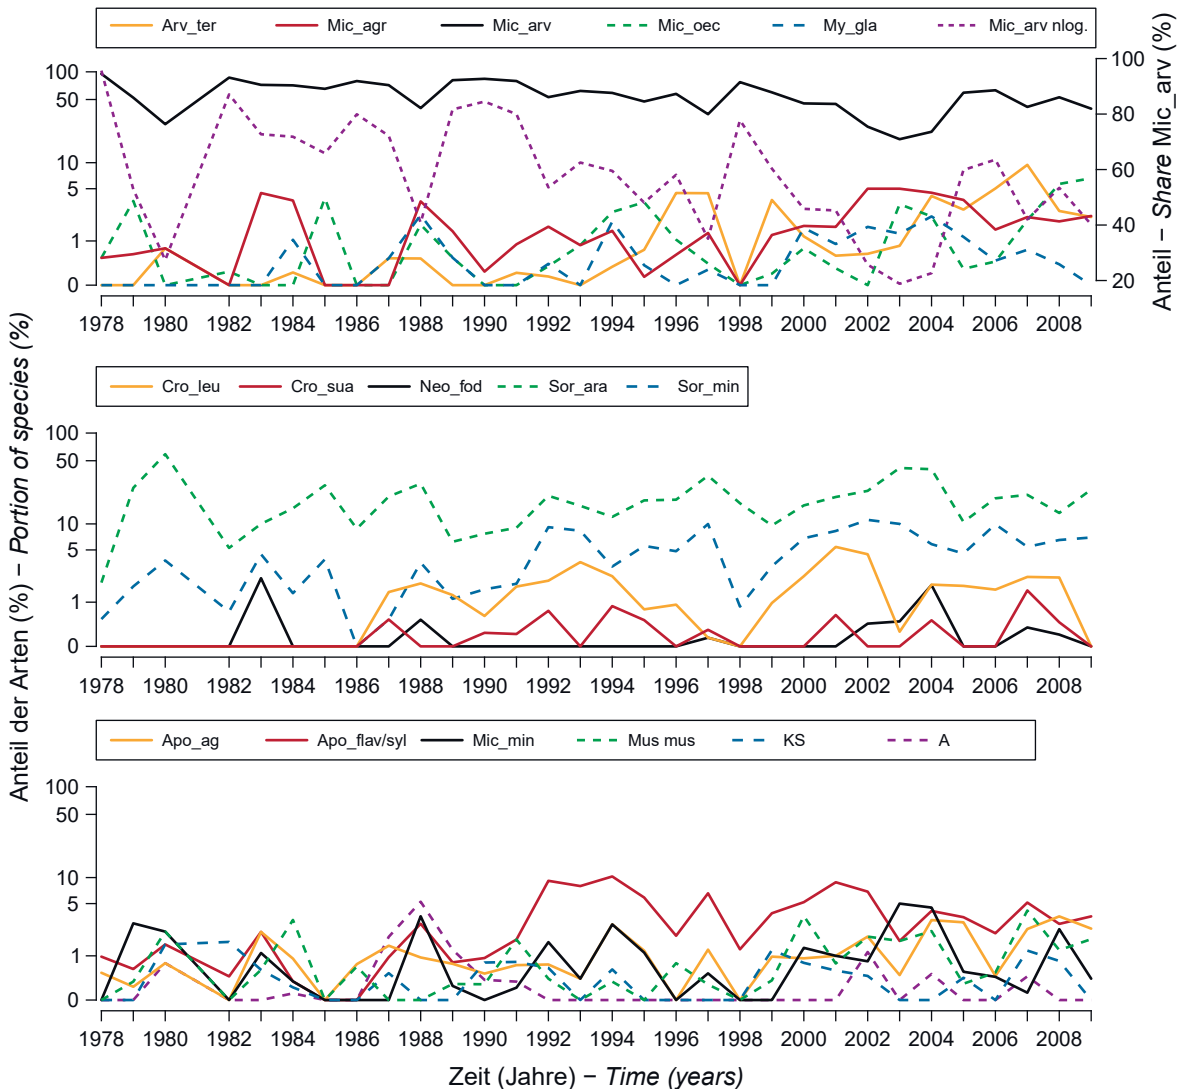 Arv_ter Mic_agr Mic_arv Mic_oec My_gla Mic_arv nlog.
100
50
10
5
1
0
100
80
60
40
20
Anteil − Share Mic_arv (%)
1978 1980 1982 1984 1986 1988 1990 1992 1994 1996 1998 2000 2002 2004 2006 2008
Anteil der Arten (%) − Portion of species (%)
Cro_leu Cro_sua Neo_fod Sor_ara Sor_min
100
50
10
5
1
0
1978 1980 1982 1984 1986 1988 1990 1992 1994 1996 1998 2000 2002 2004 2006 2008
Apo_ag Apo_flav/syl Mic_min Mus mus KS A
100
50
10
5
1
0
1978 1980 1982 1984 1986 1988 1990 1992 1994 1996 1998 2000 2002 2004 2006 2008
Zeit (Jahre) − Time (years)